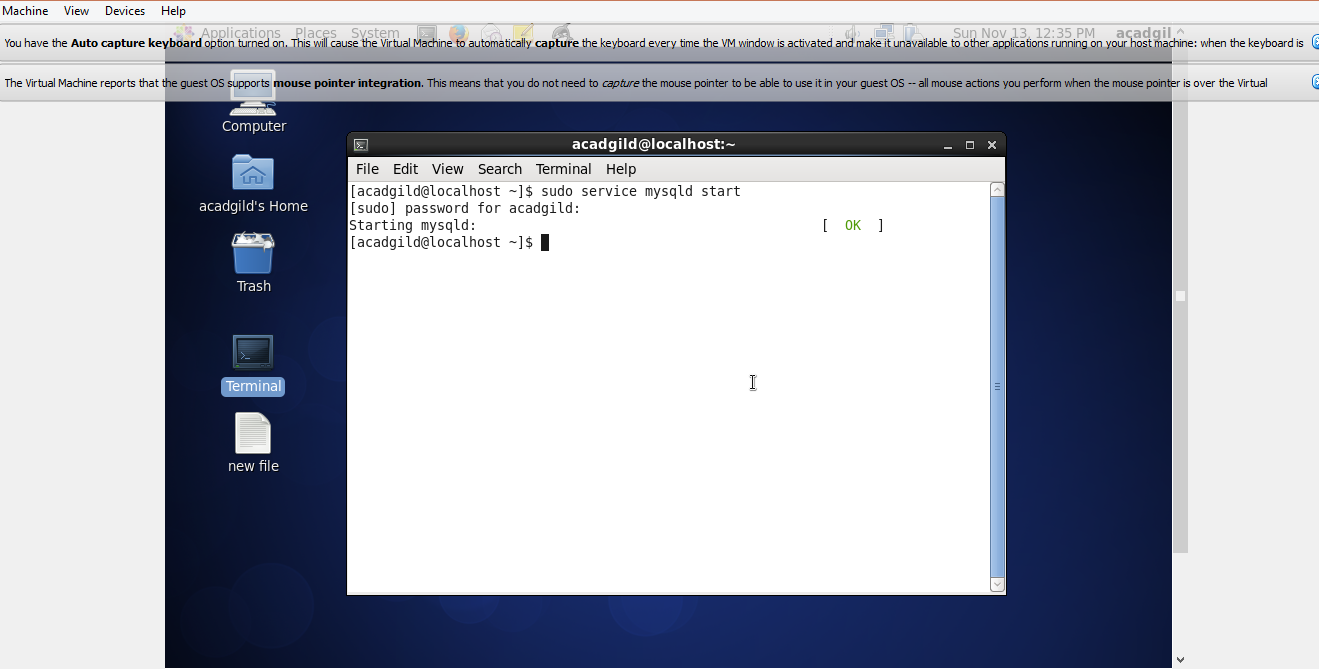 Machine View Devices Help
Applications Places System Sun Nov 13, 12:35 PM acadgil
You have the Auto capture keyboard option turned on. This will cause the Virtual Machine to automatically capture the keyboard every time the VM window is activated and make it unavailable to other applications running on your host machine: when the keyboard is
The Virtual Machine reports that the guest OS supports mouse pointer integration. This means that you do not need to capture the mouse pointer to be able to use it in your guest OS -- all mouse actions you perform when the mouse pointer is over the Virtual
Computer
acadgild's Home
Trash
Terminal
new file
acadgild@localhost:~
File Edit View Search Terminal Help
[acadgild@localhost ~]$ sudo service mysqld start
[sudo] password for acadgild:
Starting mysqld: [ OK ]
[acadgild@localhost ~]$